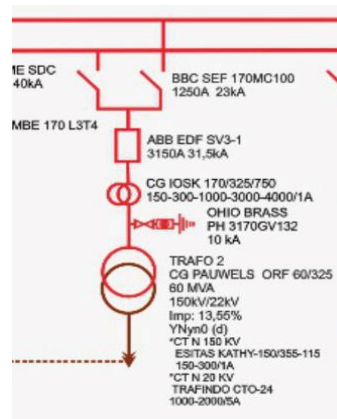 ME SDC
40kA
BBC SEF 170MC100
1250A 23kA
MBE 170 L3T4
ABB EDF SV3-1
3150A 31,5kA
CG IOSK 170/325/750
150-300-1000-3000-4000/1A
OHIO BRASS
PH 3170GV132
10 kA
TRAFO 2
CG PAUWELS ORF 60/325
60 MVA
150kV/22kV
Imp: 13,55%
YNyn0 (d)
*CT N 150 KV
ESITAS KATHY-150/355-115
150-300/1A
*CT N 20 KV
TRAFINDO CTO-24
1000-2000/5A